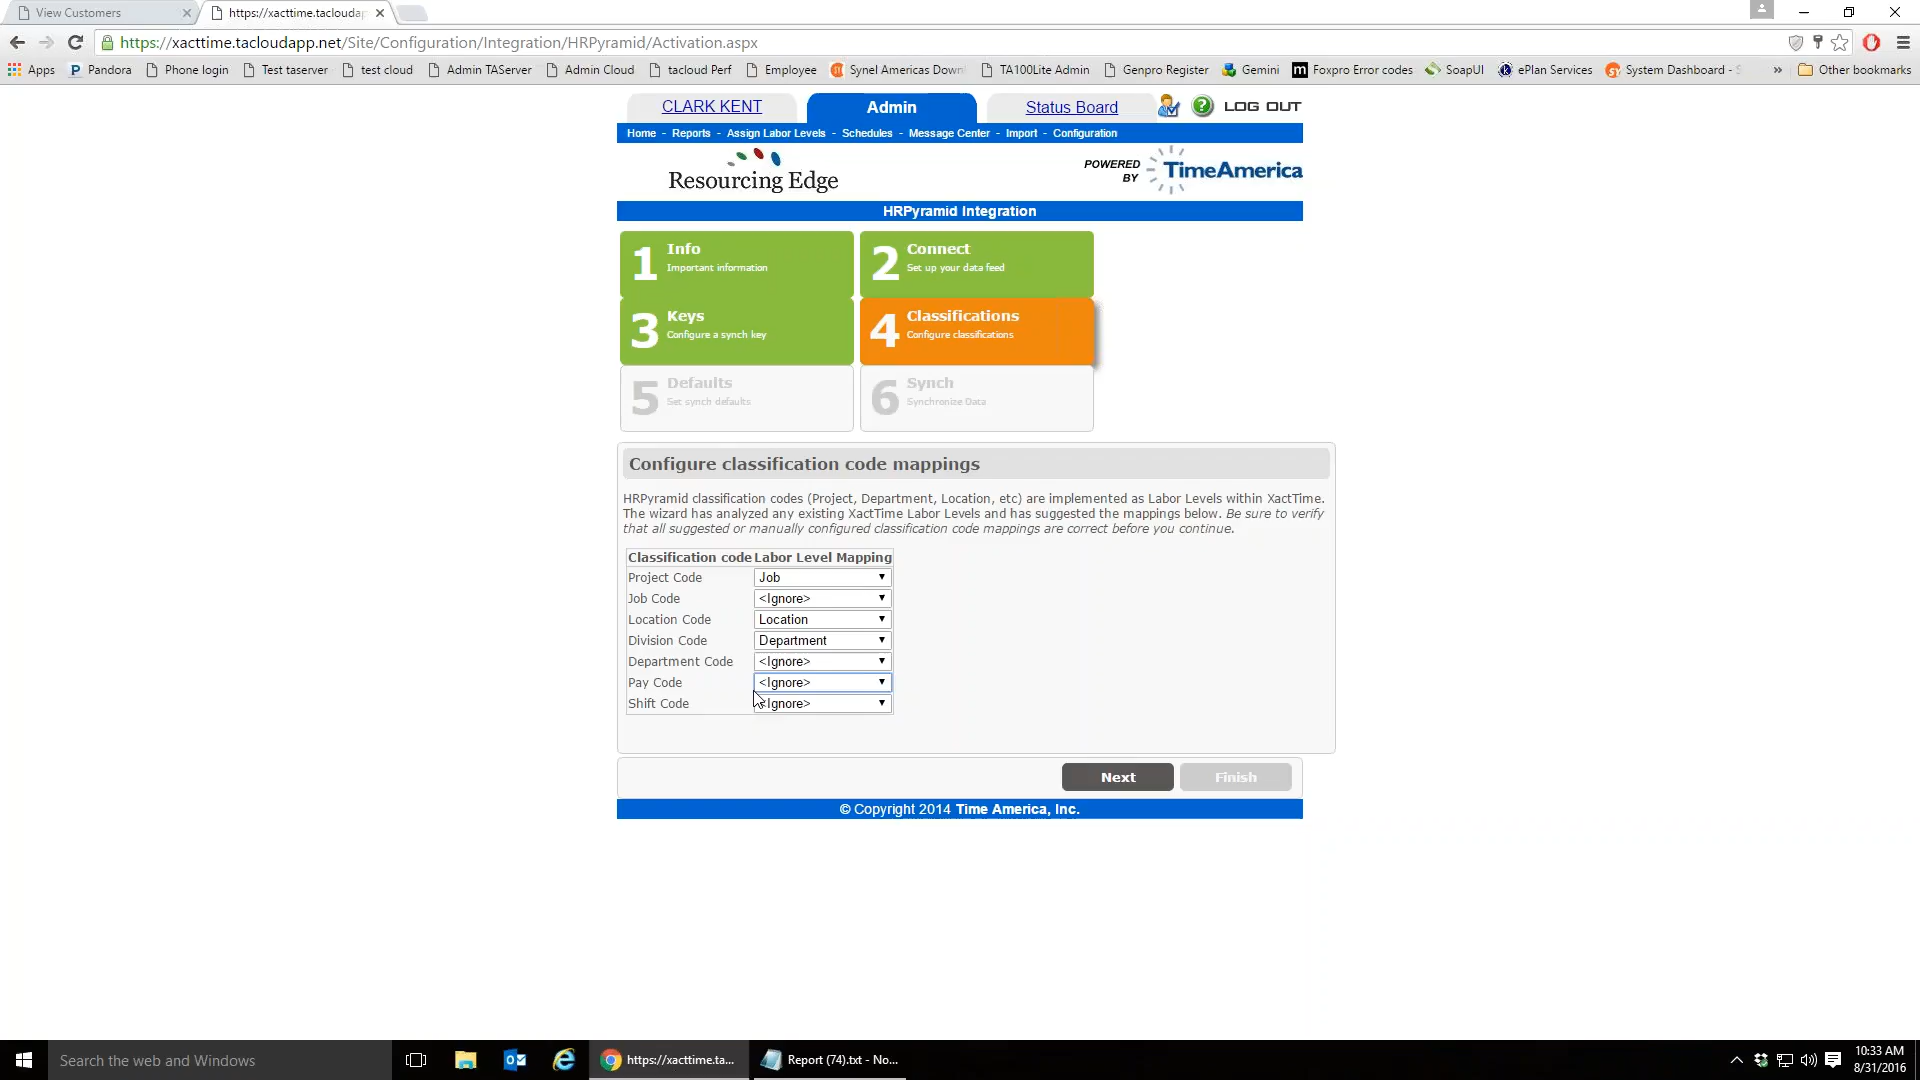 View Customers
https://xacttime.tacloudap
https://xacttime.tacloudapp.net/Site/Configuration/Integration/HRPyramid/Activation.aspx
Apps Pandora Phone login Test taserver test cloud Admin TAServer Admin Cloud tacloud Perf Employee Synel Americas Down TA100Lite Admin Genpro Register Gemini Foxpro Error codes SoapUI ePlan Services System Dashboard - » Other bookmarks
CLARK KENT Admin Status Board LOG OUT
Home - Reports - Assign Labor Levels - Schedules - Message Center - Import - Configuration
Resourcing Edge
POWERED BY TimeAmerica
HRPyramid Integration
1 Info
Important information
2 Connect
Set up your data feed
3 Keys
Configure a synch key
4 Classifications
Configure classifications
5 Defaults
Set synch defaults
6 Synch
Synchronize Data
Configure classification code mappings
HRPyramid classification codes (Project, Department, Location, etc) are implemented as Labor Levels within XactTime.
The wizard has analyzed any existing XactTime Labor Levels and has suggested the mappings below. Be sure to verify
that all suggested or manually configured classification code mappings are correct before you continue.
Classification code Labor Level Mapping
Project Code Job
Job Code <Ignore>
Location Code Location
Division Code Department
Department Code <Ignore>
Pay Code <Ignore>
Shift Code <Ignore>
Next Finish
© Copyright 2014 Time America, Inc.
Search the web and Windows
https://xacttime.ta...
Report (74).txt - No...
10:33 AM
8/31/2016